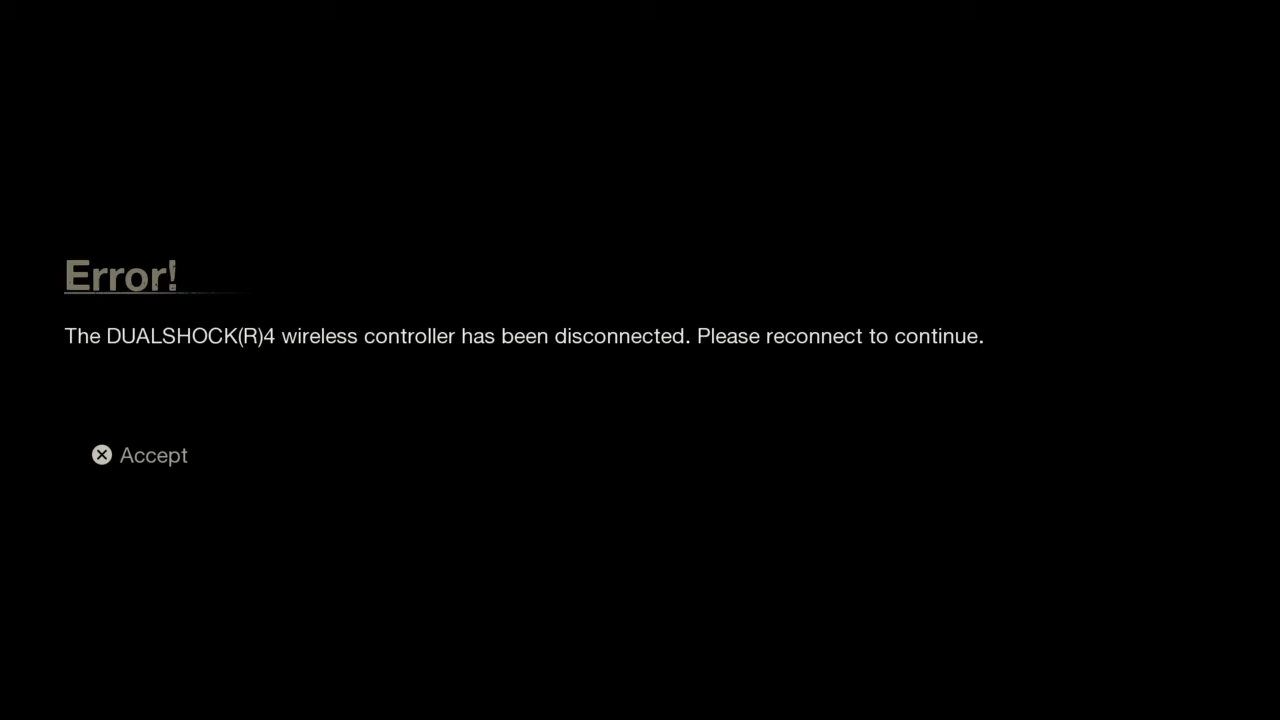 Error!
The DUALSHOCK(R)4 wireless controller has been disconnected. Please reconnect to continue.
Accept